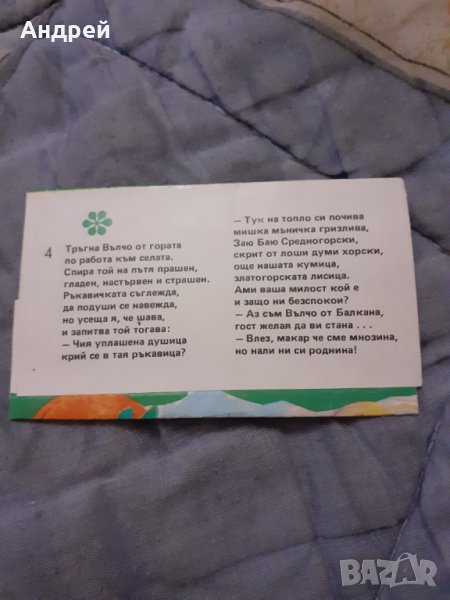 Андрей
4
Тръгна Вълчо от гората
по работа към селата.
Спира той на пътя прашен,
гладен, настървен и страшен.
Ръкавичката съглежда,
да подуши се навежда,
но усеща я, че шава,
и запитва той тогава:
— Чия уплашена душица
крий се в тая ръкавица?
— Тук на топло си почива
мишка мъничка гризлива,
Заю Баю Средногорски,
скрит от лоши думи хорски,
още нашата кумица,
златогорската лисица.
Ами ваша милост кой е
и защо ни безспокои?
— Аз съм Вълчо от Балкана,
гост желая да ви стана . . .
— Влез, макар че сме мнозина,
но нали ни си роднина!
BAZAR